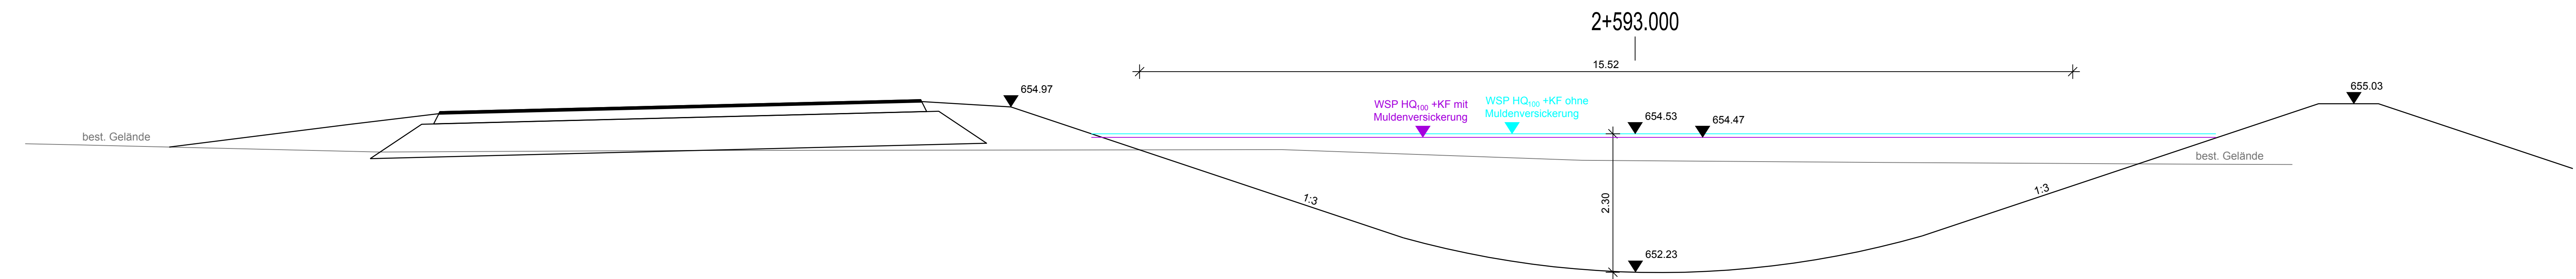 2+593.000
15.52
654.97
655.03
WSP HQ100 +KF mit
Muldenversickerung
WSP HQ100 +KF ohne
Muldenversickerung
654.53
654.47
best. Gelände
best. Gelände
1:3
2.30
1:3
652.23